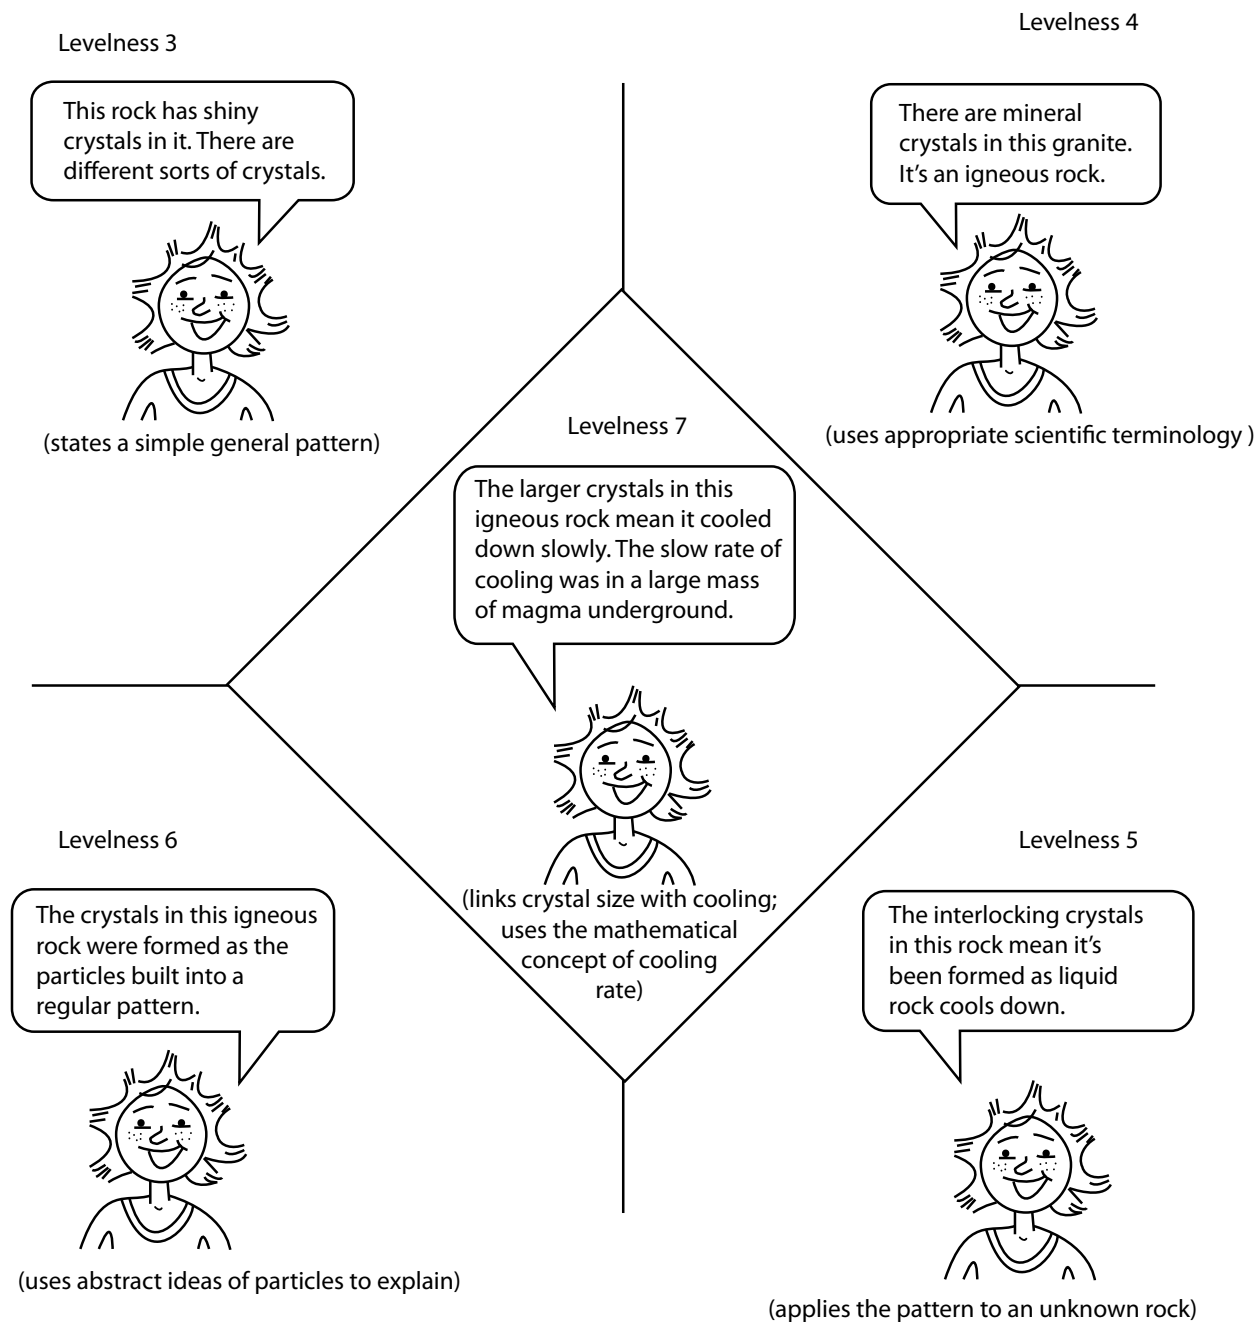 Levelness 3
This rock has shiny
crystals in it. There are
different sorts of crystals.
(states a simple general pattern)
Levelness 4
There are mineral
crystals in this granite.
It's an igneous rock.
(uses appropriate scientific terminology )
Levelness 7
The larger crystals in this
igneous rock mean it cooled
down slowly. The slow rate of
cooling was in a large mass
of magma underground.
(links crystal size with cooling;
uses the mathematical
concept of cooling
rate)
Levelness 6
The crystals in this igneous
rock were formed as the
particles built into a
regular pattern.
(uses abstract ideas of particles to explain)
Levelness 5
The interlocking crystals
in this rock mean it's
been formed as liquid
rock cools down.
(applies the pattern to an unknown rock)